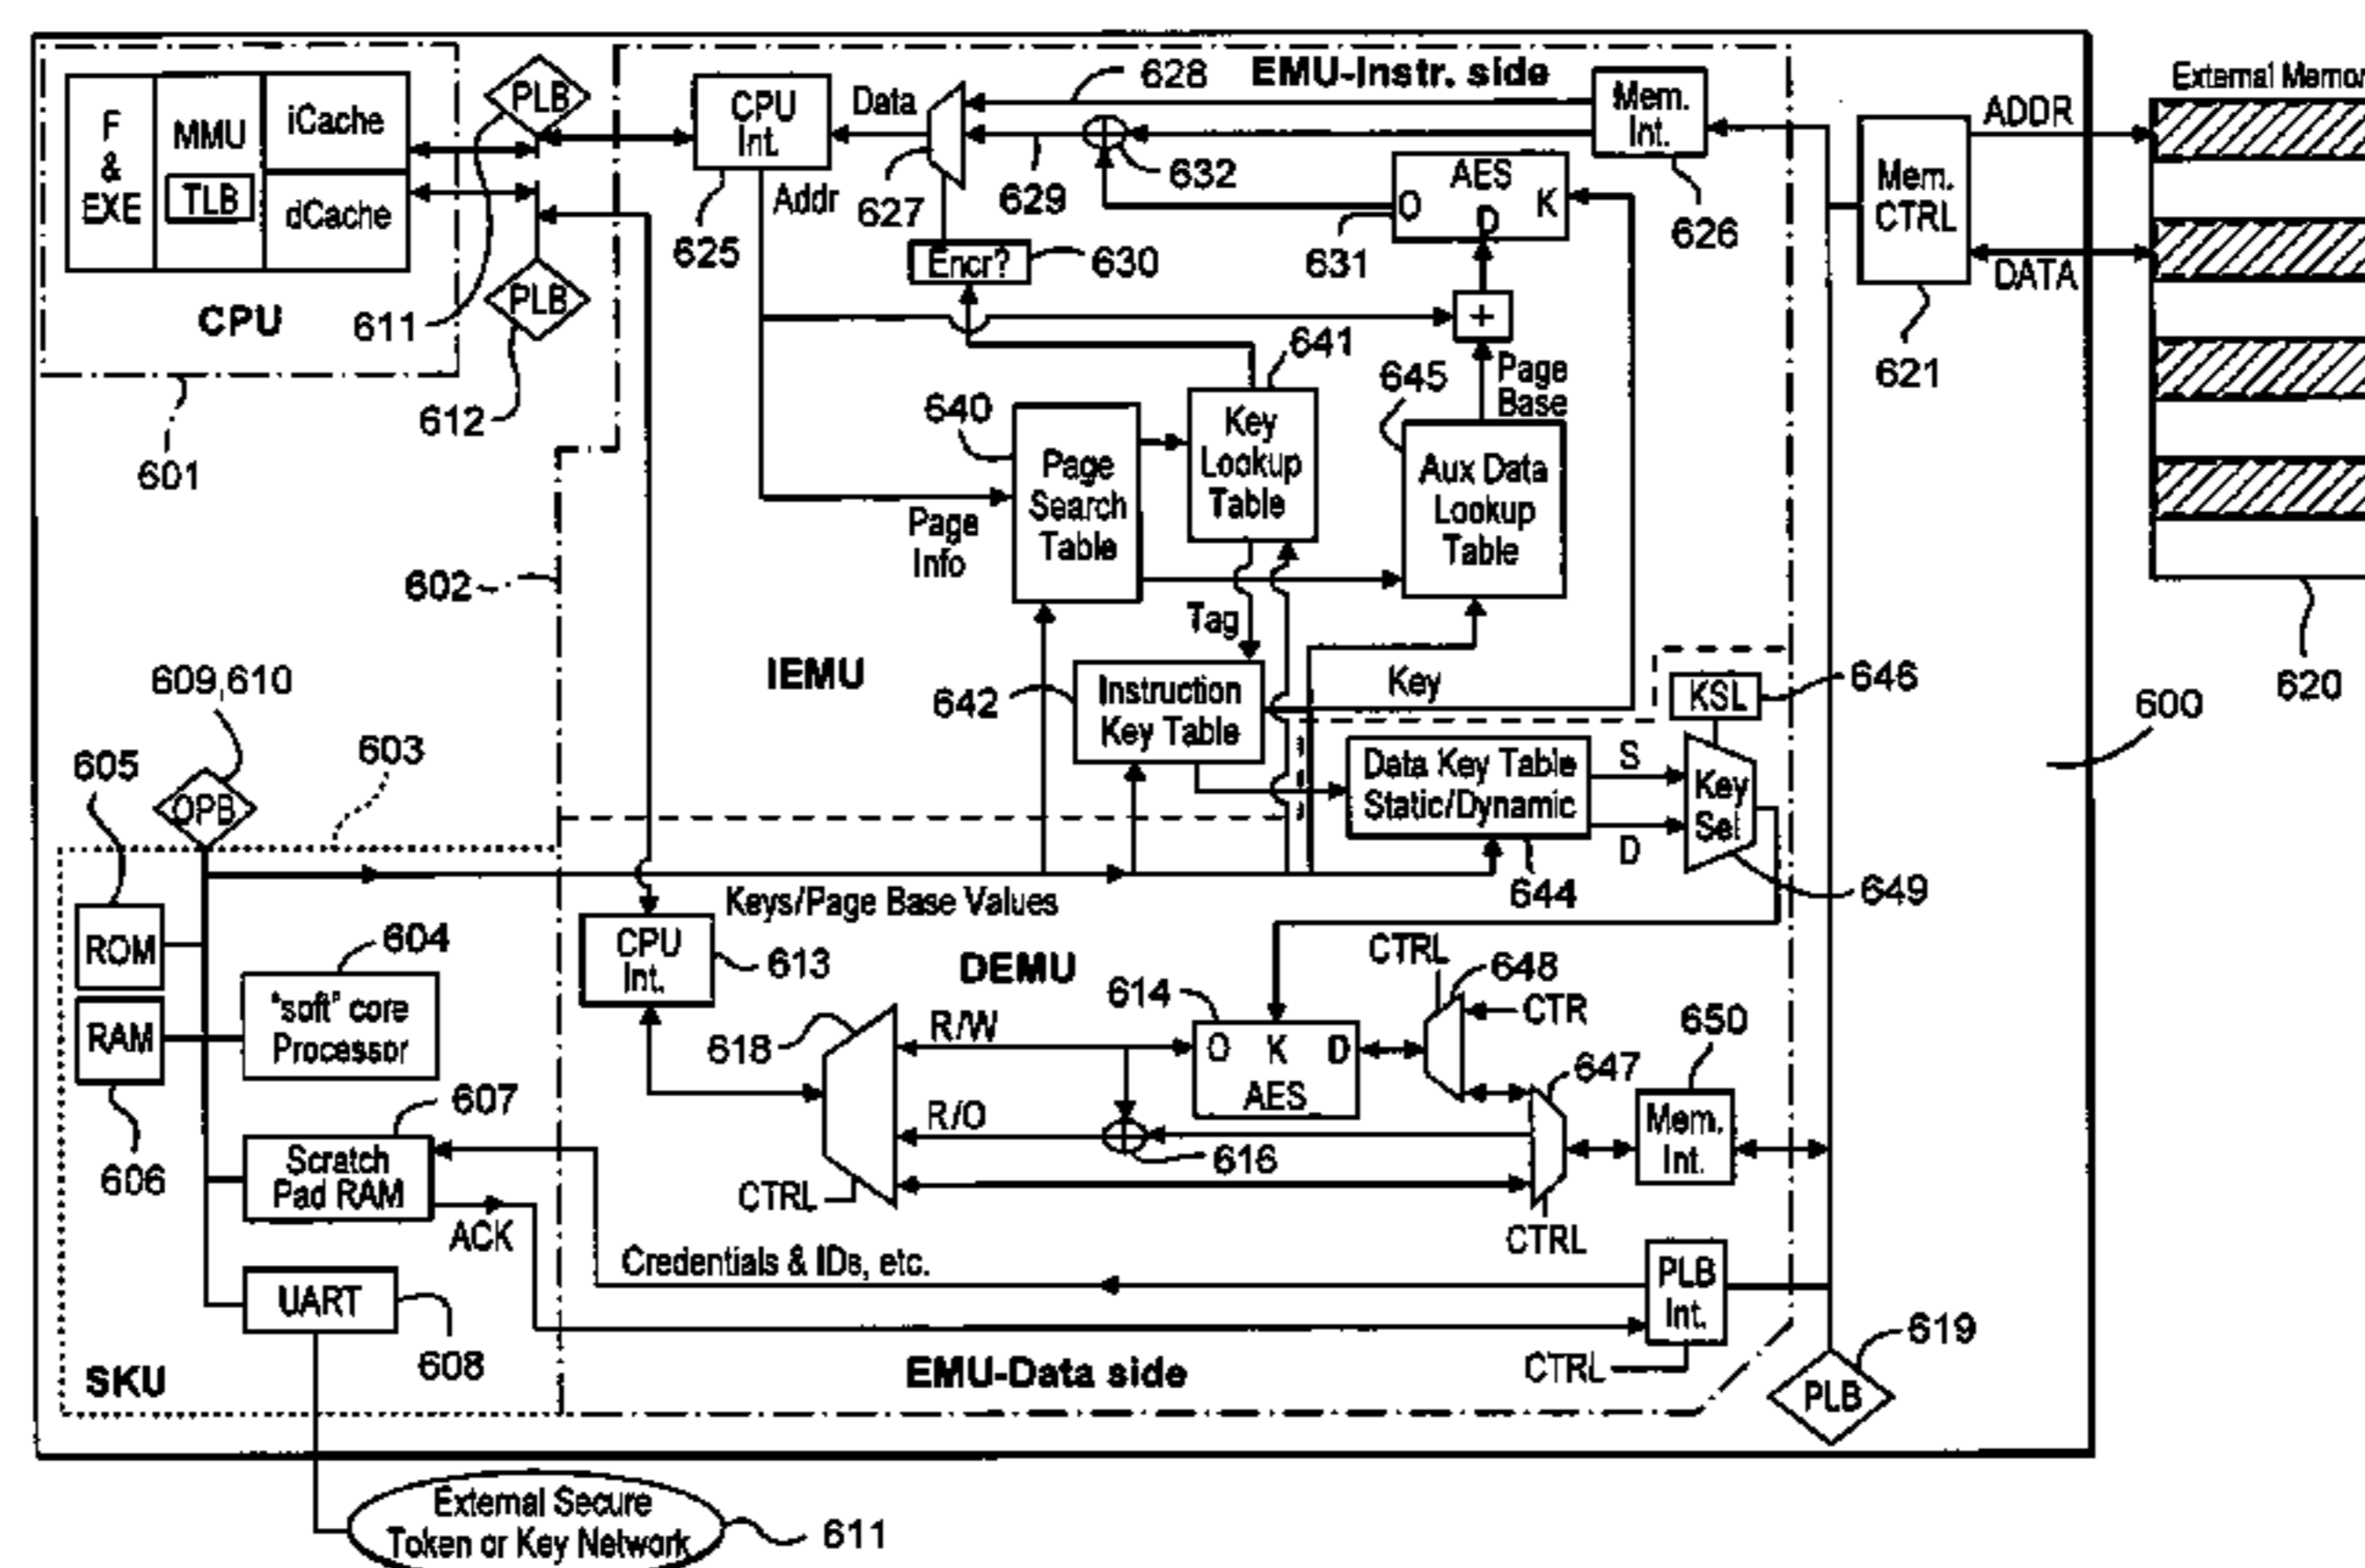 EMU-Instr. side
External Memor
F
&
EXE
MMU
TLB
iCache
dCache
CPU
601
PLB
611
PLB
612
CPU
Int.
625
Data
Addr
627
628
629
632
Encr?
630
AES
O
D
K
631
Mem.
Int.
626
Mem.
CTRL
621
ADDR
DATA
620
600
+
Page
Base
640
Page
Search
Table
Page
Info
641
Key
Lookup
Table
645
Aux Data
Lookup
Table
602
IEMU
Tag
642
Instruction
Key Table
Key
KSL
646
Data Key Table
Static/Dynamic
644
S
D
Key
Sel
649
609,610
OPB
603
605
ROM
RAM
606
604
"soft" core
Processor
607
Scratch
Pad RAM
ACK
UART
608
SKU
Keys/Page Base Values
CPU
Int.
613
DEMU
618
R/W
R/O
CTRL
614
O
K
D
AES
616
CTRL
648
CTR
647
CTRL
650
Mem.
Int.
Credentials & IDs, etc.
PLB
Int.
CTRL
619
PLB
EMU-Data side
External Secure
Token or Key Network
611